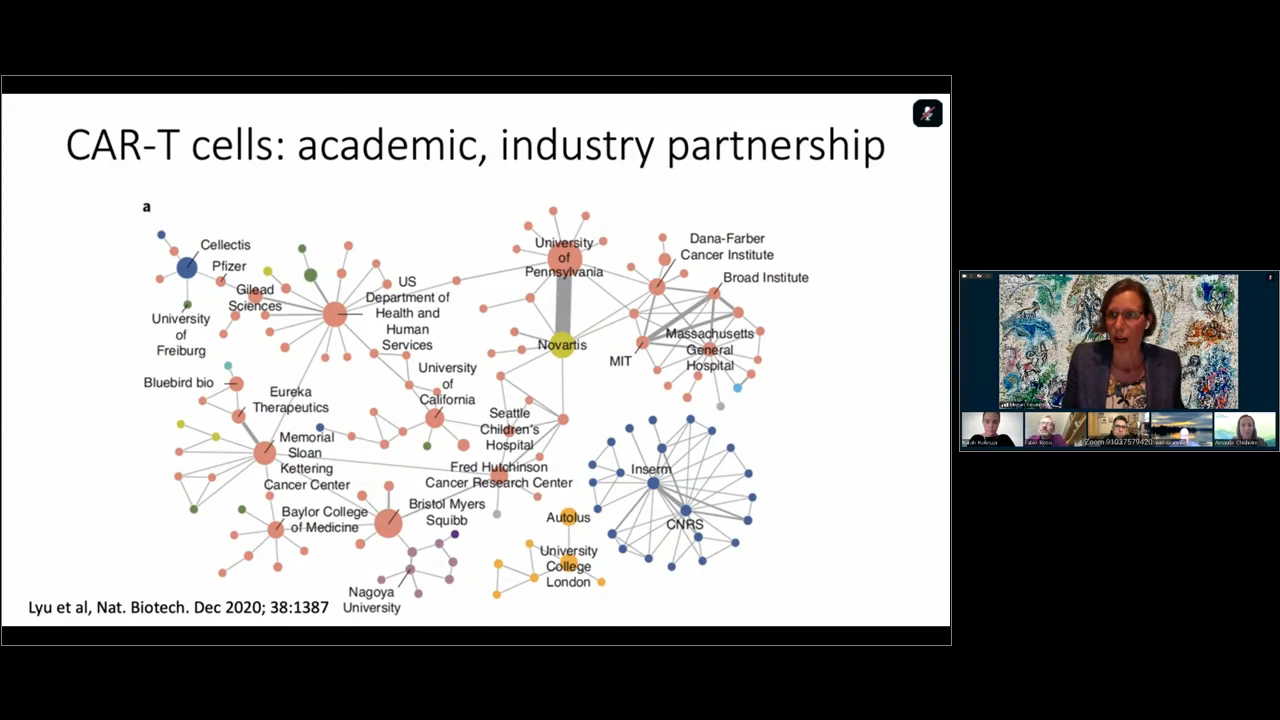 CAR-T cells: academic, industry partnership
a
Cellectis
Pfizer
Gilead
Sciences
University
of
Freiburg
US
Department of
Health and
Human
Services
University
of
Pennsylvania
Novartis
Dana-Farber
Cancer Institute
Broad Institute
Massachusetts
General
Hospital
MIT
Bluebird bio
Eureka
Therapeutics
University
of
California
Seattle
Children's
Hospital
Memorial
Sloan
Kettering
Cancer Center
Fred Hutchinson
Cancer Research Center
Baylor College
of Medicine
Bristol Myers
Squibb
Inserm
CNRS
Autolus
University
College
London
Nagoya
University
Lyu et al, Nat. Biotech. Dec 2020; 38:1387
Zoom 91037579420